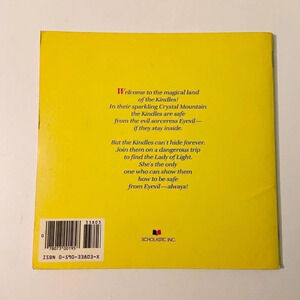 Welcome to the magical land
of the Kindles!
In their sparkling Crystal Mountain
the Kindles are safe
from the evil sorceress Eyevil—
if they stay inside.
But the Kindles can't hide forever.
Join them on a dangerous trip
to find the Lady of Light.
She's the only
one who can show them
how to be safe
from Eyevil—always!
ISBN 0-590-33803-X
SCHOLASTIC INC.